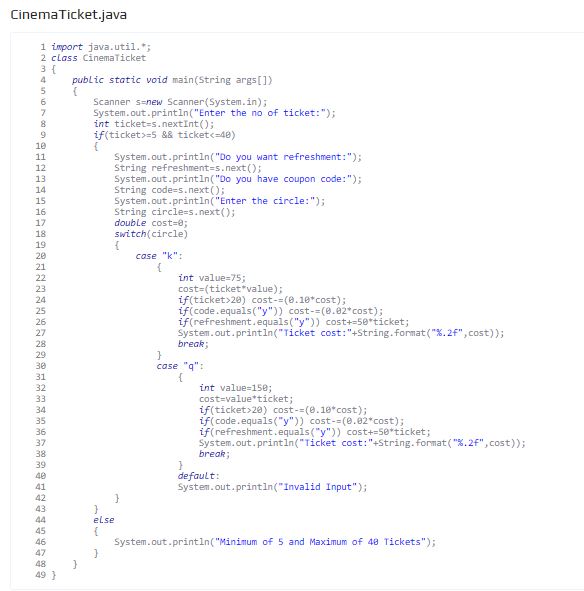 CinemaTicket.java
1 import java.util.*;
2 class CinemaTicket
3 {
4 public static void main(String args[])
5 {
6 Scanner s=new Scanner(System.in);
7 System.out.println("Enter the no of ticket:");
8 int ticket=s.nextInt();
9 if(ticket>=5 && ticket<=40)
10 {
11 System.out.println("Do you want refreshment:");
12 String refreshment=s.next();
13 System.out.println("Do you have coupon code:");
14 String code=s.next();
15 System.out.println("Enter the circle:");
16 String circle=s.next();
17 double cost=0;
18 switch(circle)
19 {
20 case "k":
21 {
22 int value=75;
23 cost=(ticket*value);
24 if(ticket>20) cost-=(0.10*cost);
25 if(code.equals("y")) cost-=(0.02*cost);
26 if(refreshment.equals("y")) cost+=50*ticket;
27 System.out.println("Ticket cost:"+String.format("%.2f",cost));
28 break;
29 }
30 case "q":
31 {
32 int value=150;
33 cost=value*ticket;
34 if(ticket>20) cost-=(0.10*cost);
35 if(code.equals("y")) cost-=(0.02*cost);
36 if(refreshment.equals("y")) cost+=50*ticket;
37 System.out.println("Ticket cost:"+String.format("%.2f",cost));
38 break;
39 }
40 default:
41 System.out.println("Invalid Input");
42 }
43 }
44 else
45 {
46 System.out.println("Minimum of 5 and Maximum of 40 Tickets");
47 }
48 }
49 }